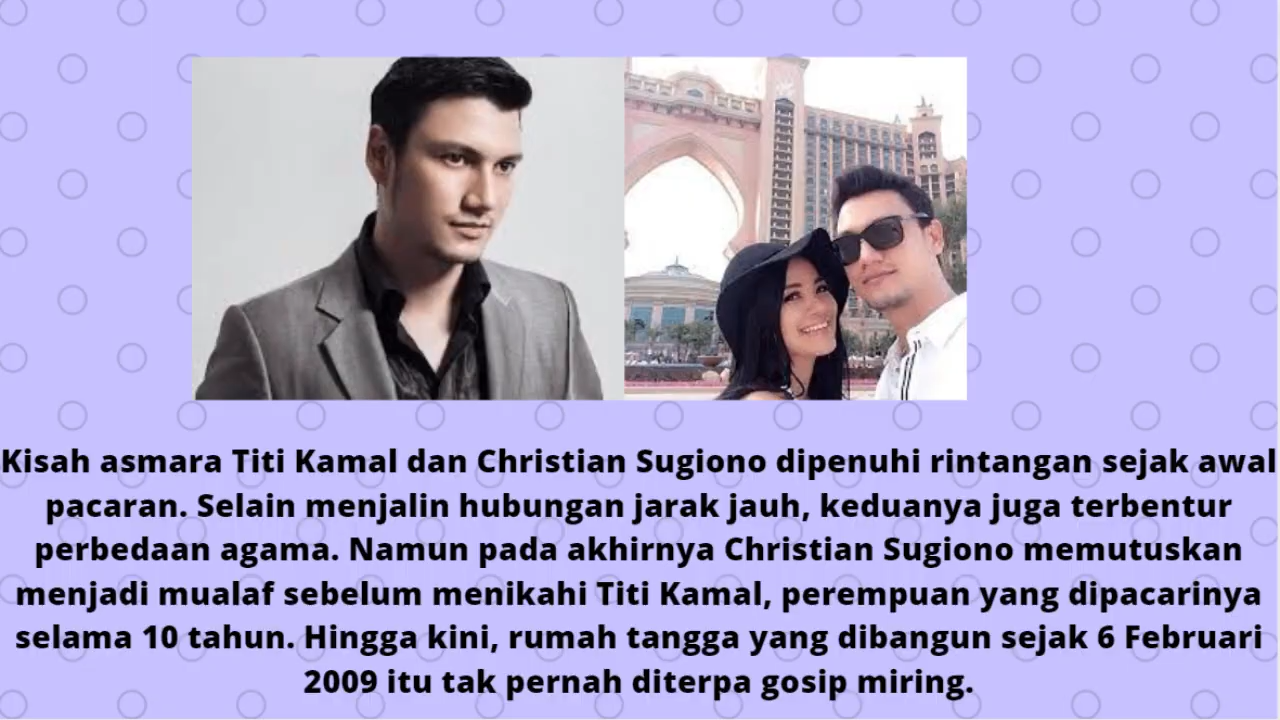 Kisah asmara Titi Kamal dan Christian Sugiono dipenuhi rintangan sejak awal
pacaran. Selain menjalin hubungan jarak jauh, keduanya juga terbentur
perbedaan agama. Namun pada akhirnya Christian Sugiono memutuskan
menjadi mualaf sebelum menikahi Titi Kamal, perempuan yang dipacarinya
selama 10 tahun. Hingga kini, rumah tangga yang dibangun sejak 6 Februari
2009 itu tak pernah diterpa gosip miring.